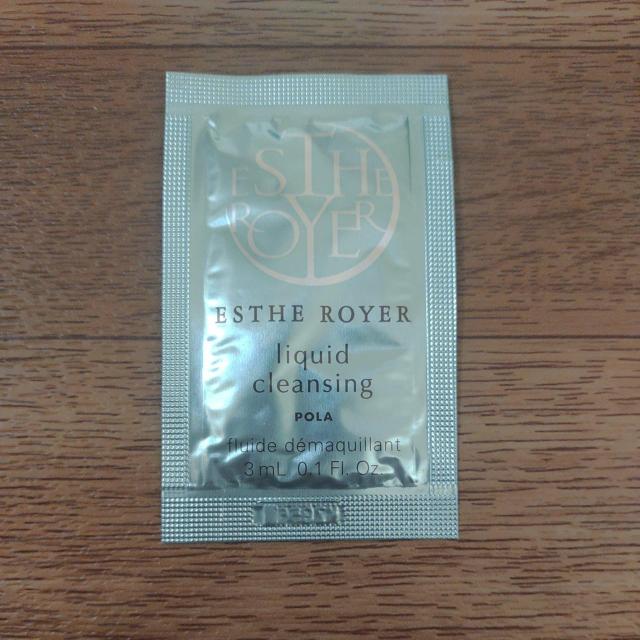 ESTHE
ROYER
ESTHE ROYER
liquid
cleansing
POLA
fluide démaquillant
3 mL 0.1 Fl. Oz.